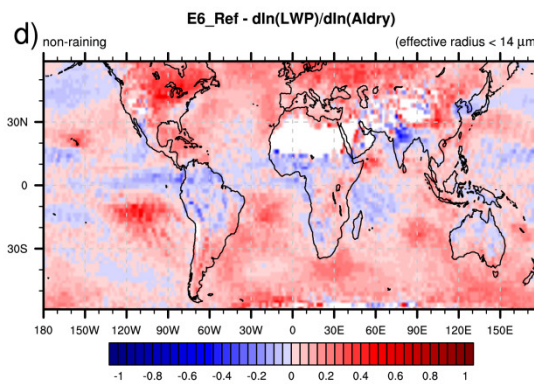 E6_Ref - dln(LWP)/dln(AIdry)
d)
non-raining
(effective radius < 14 µm
30N
0
30S
180 150W 120W 90W 60W 30W 0 30E 60E 90E 120E 150E
-1 -0.8 -0.6 -0.4 -0.2 0 0.2 0.4 0.6 0.8 1